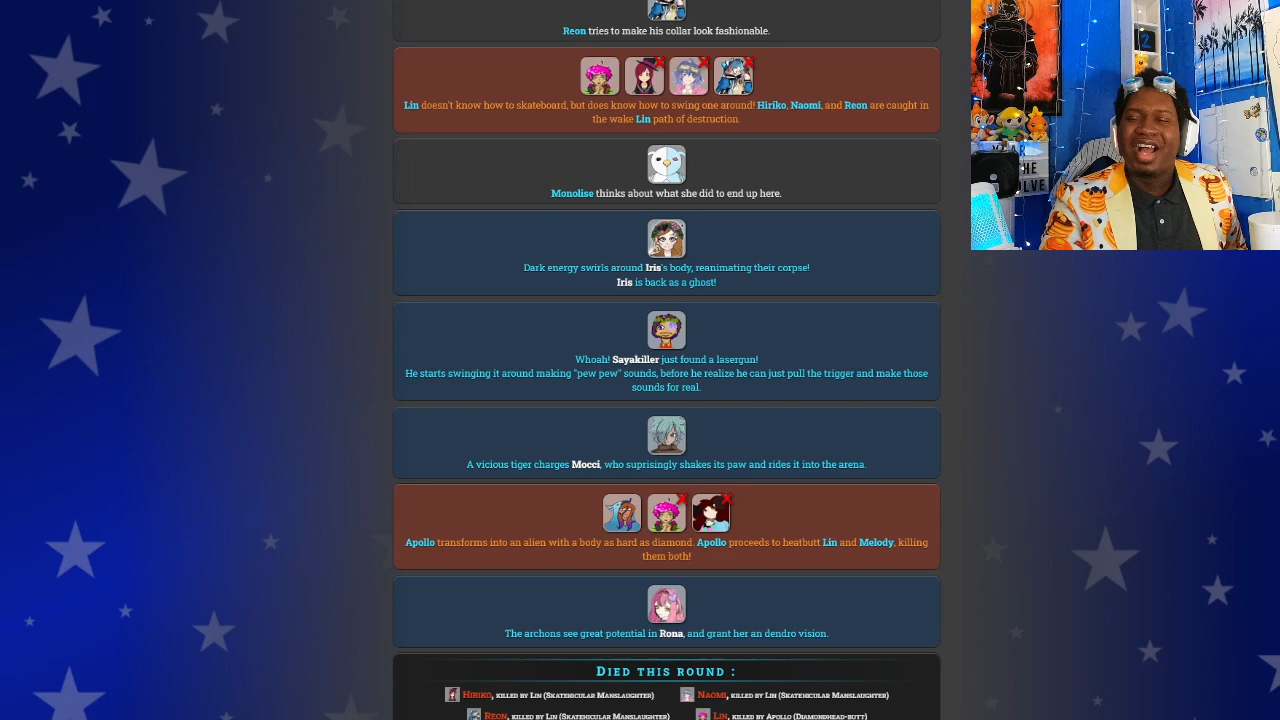 Reon tries to make his collar look fashionable.
Lin doesn't know how to skateboard, but does know how to swing one around! Hiriko, Naomi, and Reon are caught in
the wake Lin path of destruction.
Monolise thinks about what she did to end up here.
Dark energy swirls around Iris's body, reanimating their corpse!
Iris is back as a ghost!
Whoah! Sayakiller just found a lasergun!
He starts swinging it around making "pew pew" sounds, before he realize he can just pull the trigger and make those
sounds for real.
A vicious tiger charges Mocci, who suprisingly shakes its paw and rides it into the arena.
Apollo transforms into an alien with a body as hard as diamond. Apollo proceeds to heatbutt Lin and Melody, killing
them both!
The archons see great potential in Rona, and grant her an dendro vision.
Died this round :
Hiriko, killed by Lin (Skatehicular Manslaughter)
Naomi, killed by Lin (Skatehicular Manslaughter)
Reon, killed by Lin (Skatehicular Manslaughter)
Lin, killed by Apollo (Diamondhead-butt)
2
HE